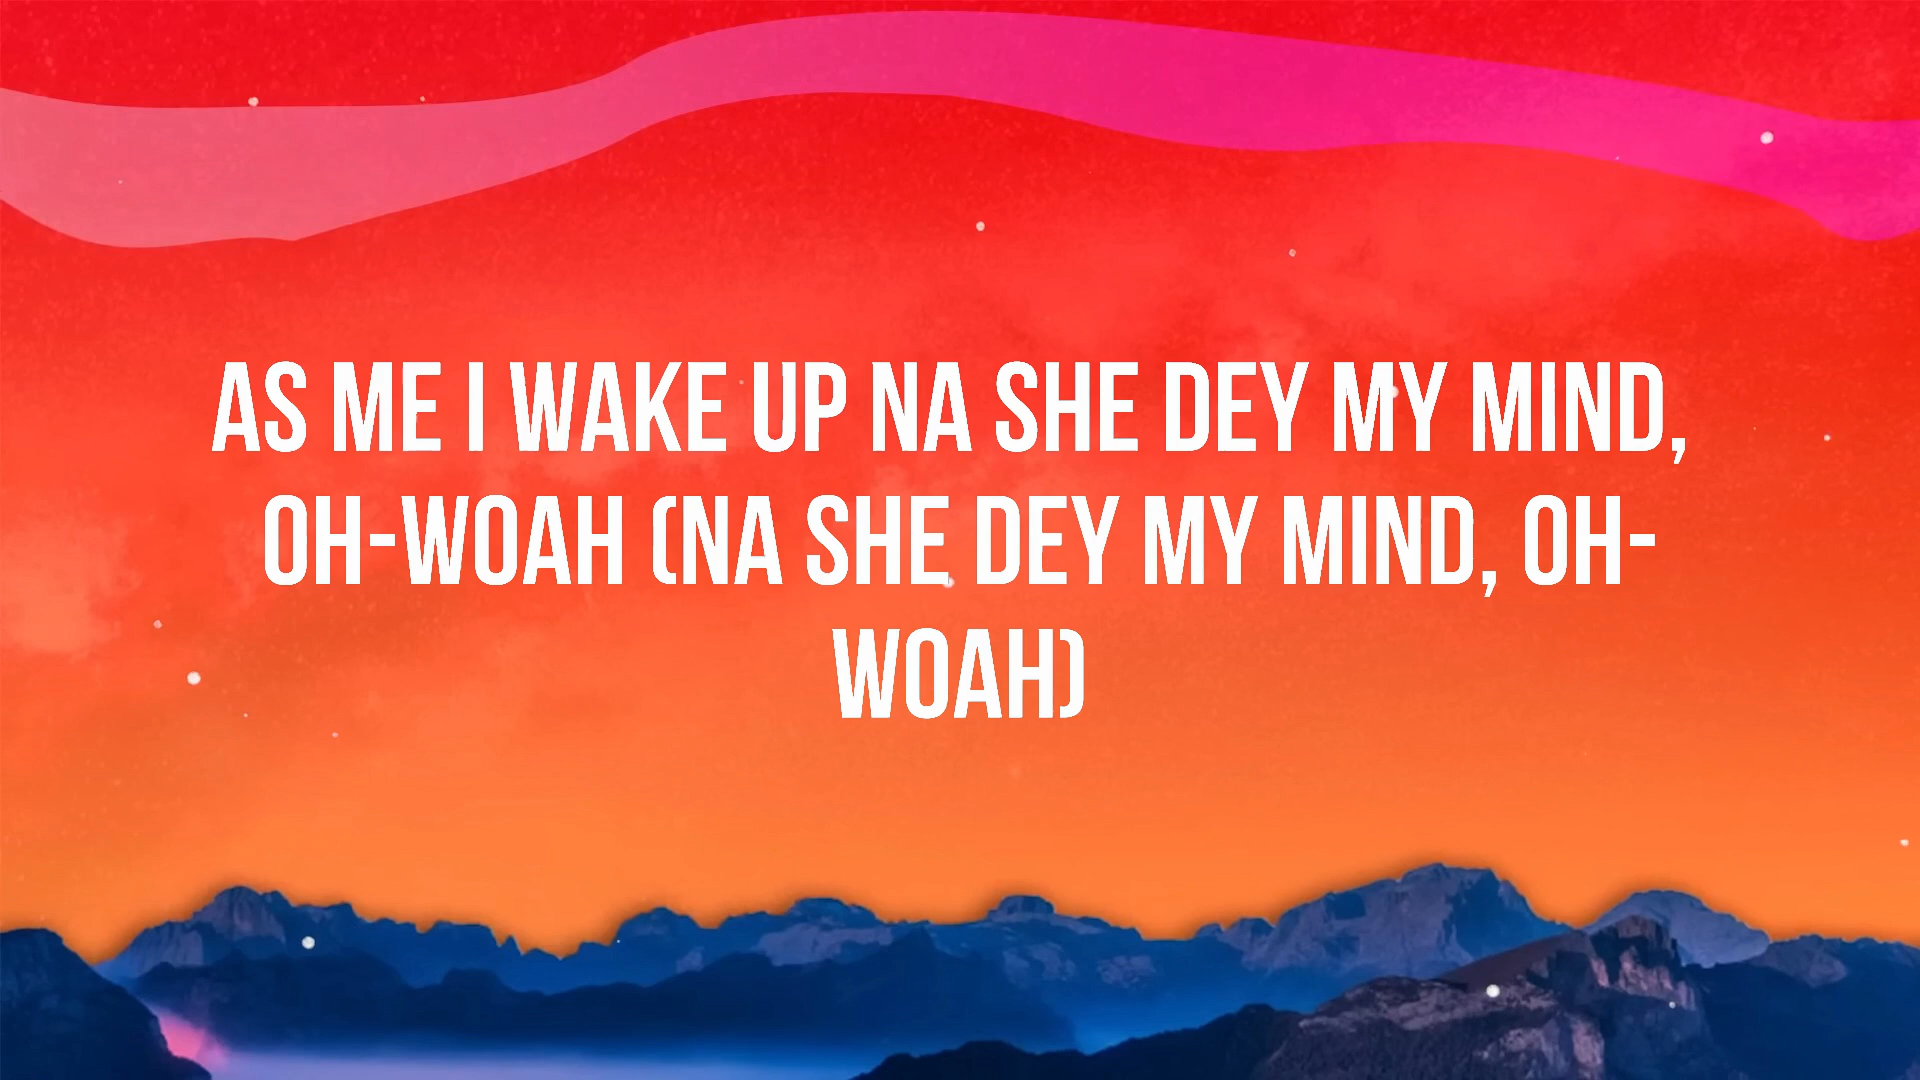 AS ME I WAKE UP NA SHE DEY MY MIND,
OH-WOAH (NA SHE DEY MY MIND, OH-
WOAH)